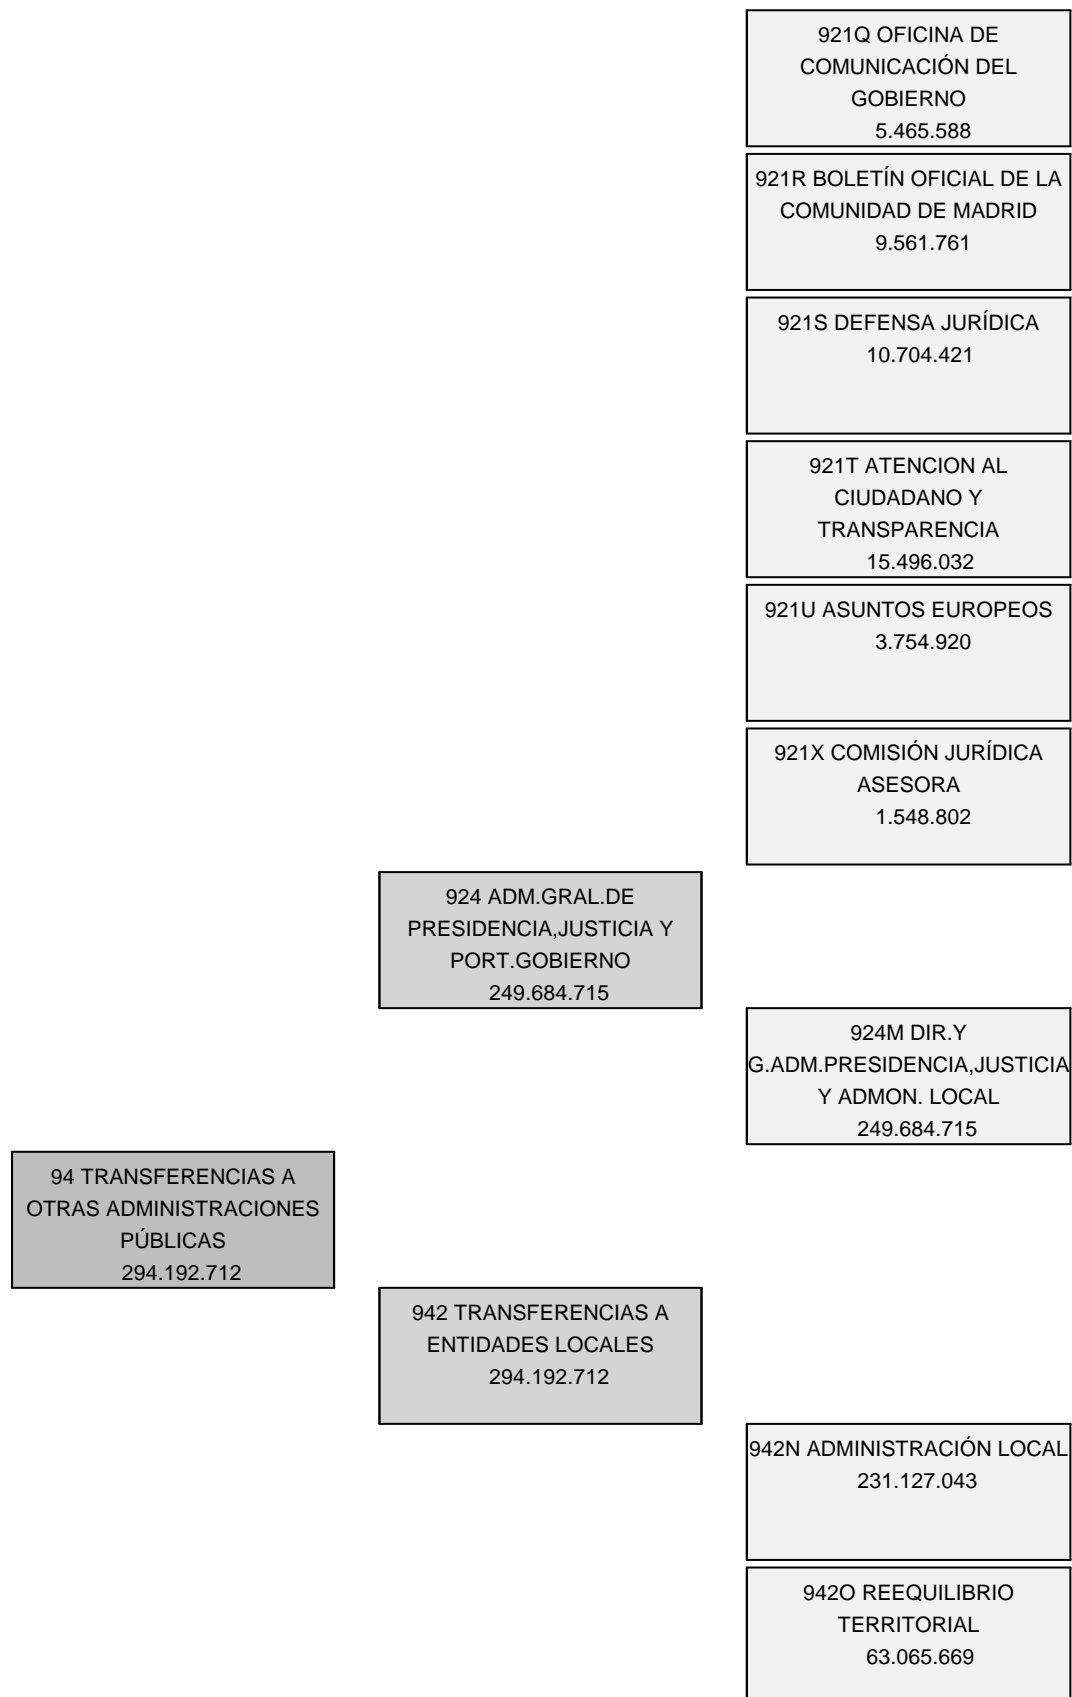 921Q OFICINA DE
COMUNICACIÓN DEL
GOBIERNO
5.465.588
921R BOLETÍN OFICIAL DE LA
COMUNIDAD DE MADRID
9.561.761
921S DEFENSA JURÍDICA
10.704.421
921T ATENCION AL
CIUDADANO Y
TRANSPARENCIA
15.496.032
921U ASUNTOS EUROPEOS
3.754.920
921X COMISIÓN JURÍDICA
ASESORA
1.548.802
924 ADM.GRAL.DE
PRESIDENCIA,JUSTICIA Y
PORT.GOBIERNO
249.684.715
924M DIR.Y
G.ADM.PRESIDENCIA,JUSTICIA
Y ADMON. LOCAL
249.684.715
94 TRANSFERENCIAS A
OTRAS ADMINISTRACIONES
PÚBLICAS
294.192.712
942 TRANSFERENCIAS A
ENTIDADES LOCALES
294.192.712
942N ADMINISTRACIÓN LOCAL
231.127.043
942O REEQUILIBRIO
TERRITORIAL
63.065.669